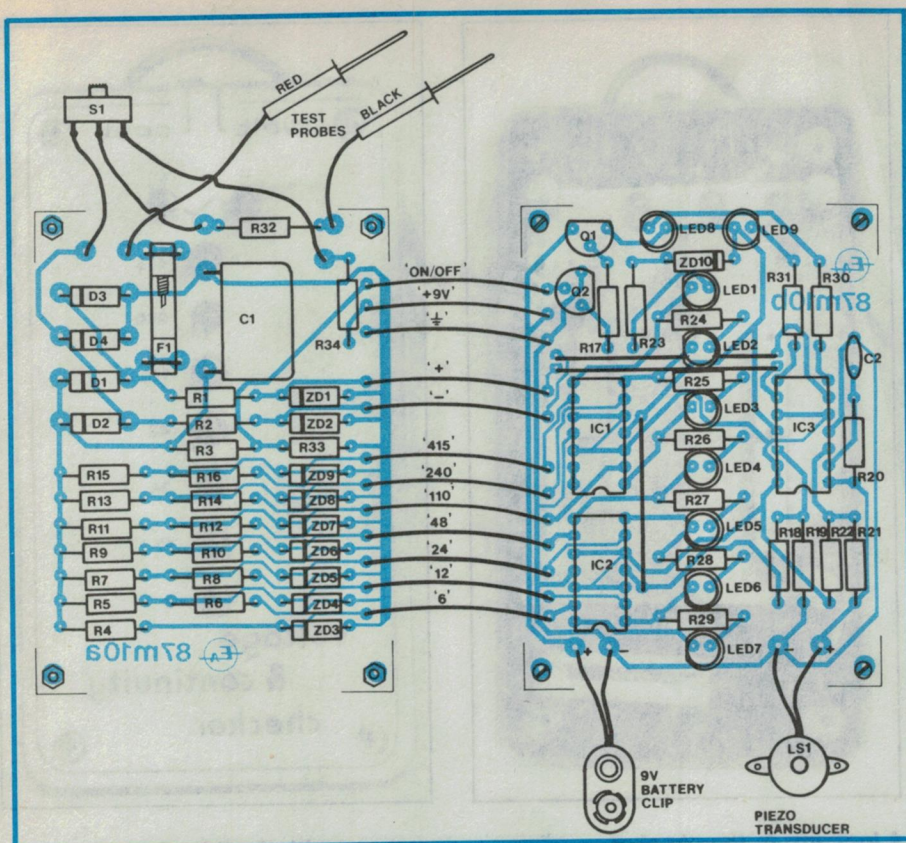 S1
RED
TEST
PROBES
BLACK
R32
D3
D4
D1
D2
F1
C1
R34
R1
R2
R3
ZD1
ZD2
R33
R15
R16
ZD9
R13
R14
ZD8
R11
R12
ZD7
R9
R10
ZD6
R7
R8
ZD5
R5
R6
ZD4
R4
ZD3
EA 87m10a
'ON/OFF'
'+9V'
'⏚'
'+'
'–'
'415'
'240'
'110'
'48'
'24'
'12'
'6'
Q1
Q2
LED8
LED9
ZD10
R17
R23
LED1
R24
LED2
R25
LED3
R26
LED4
R27
LED5
R28
LED6
R29
LED7
IC1
IC2
IC3
R31
R30
EA
87m10b
C2
R20
R18
R19
R22
R21
+
–
–
+
9V
BATTERY
CLIP
LS1
PIEZO
TRANSDUCER
& continuity
checker